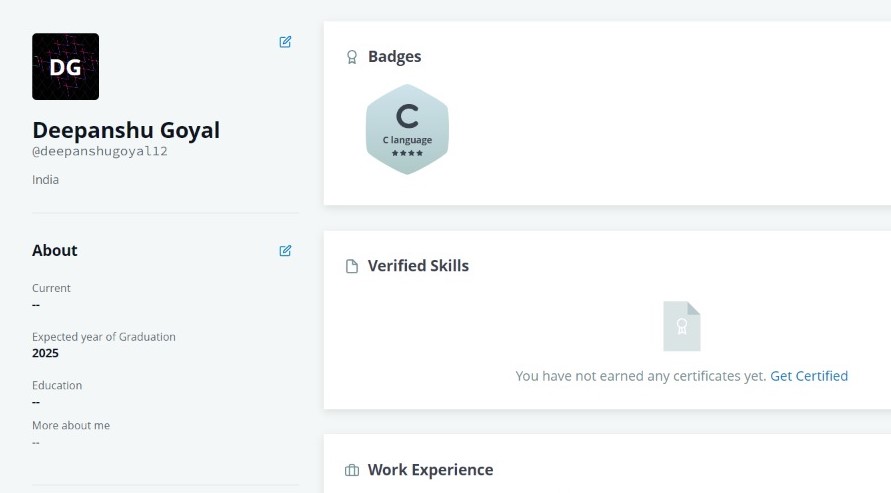 DG
Deepanshu Goyal
@deepanshugoyal12
India
About
Current
--
Expected year of Graduation
2025
Education
--
More about me
--
Badges
C
C language
★★★★
Verified Skills
You have not earned any certificates yet. Get Certified
Work Experience